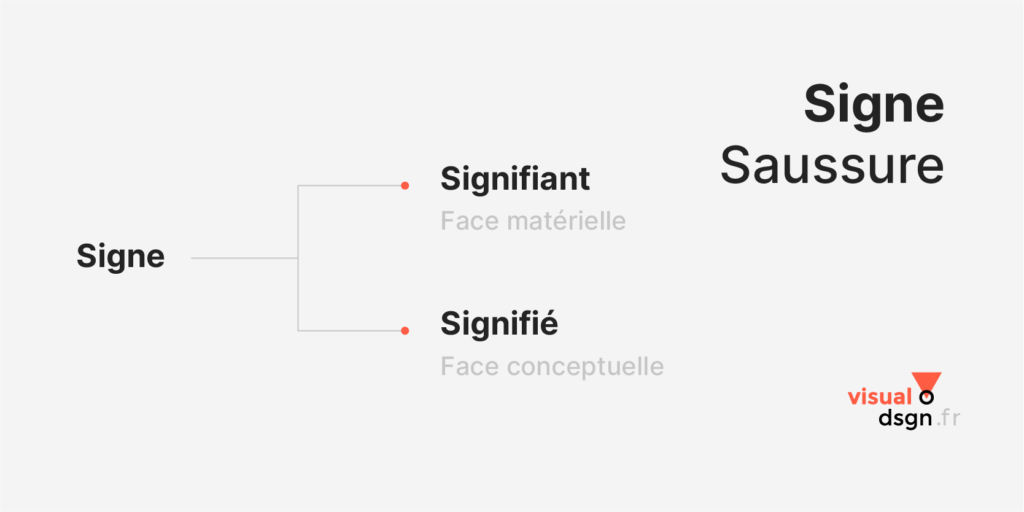 Signe
Saussure
Signe
Signifiant
Face matérielle
Signifié
Face conceptuelle
visual
dsgn.fr